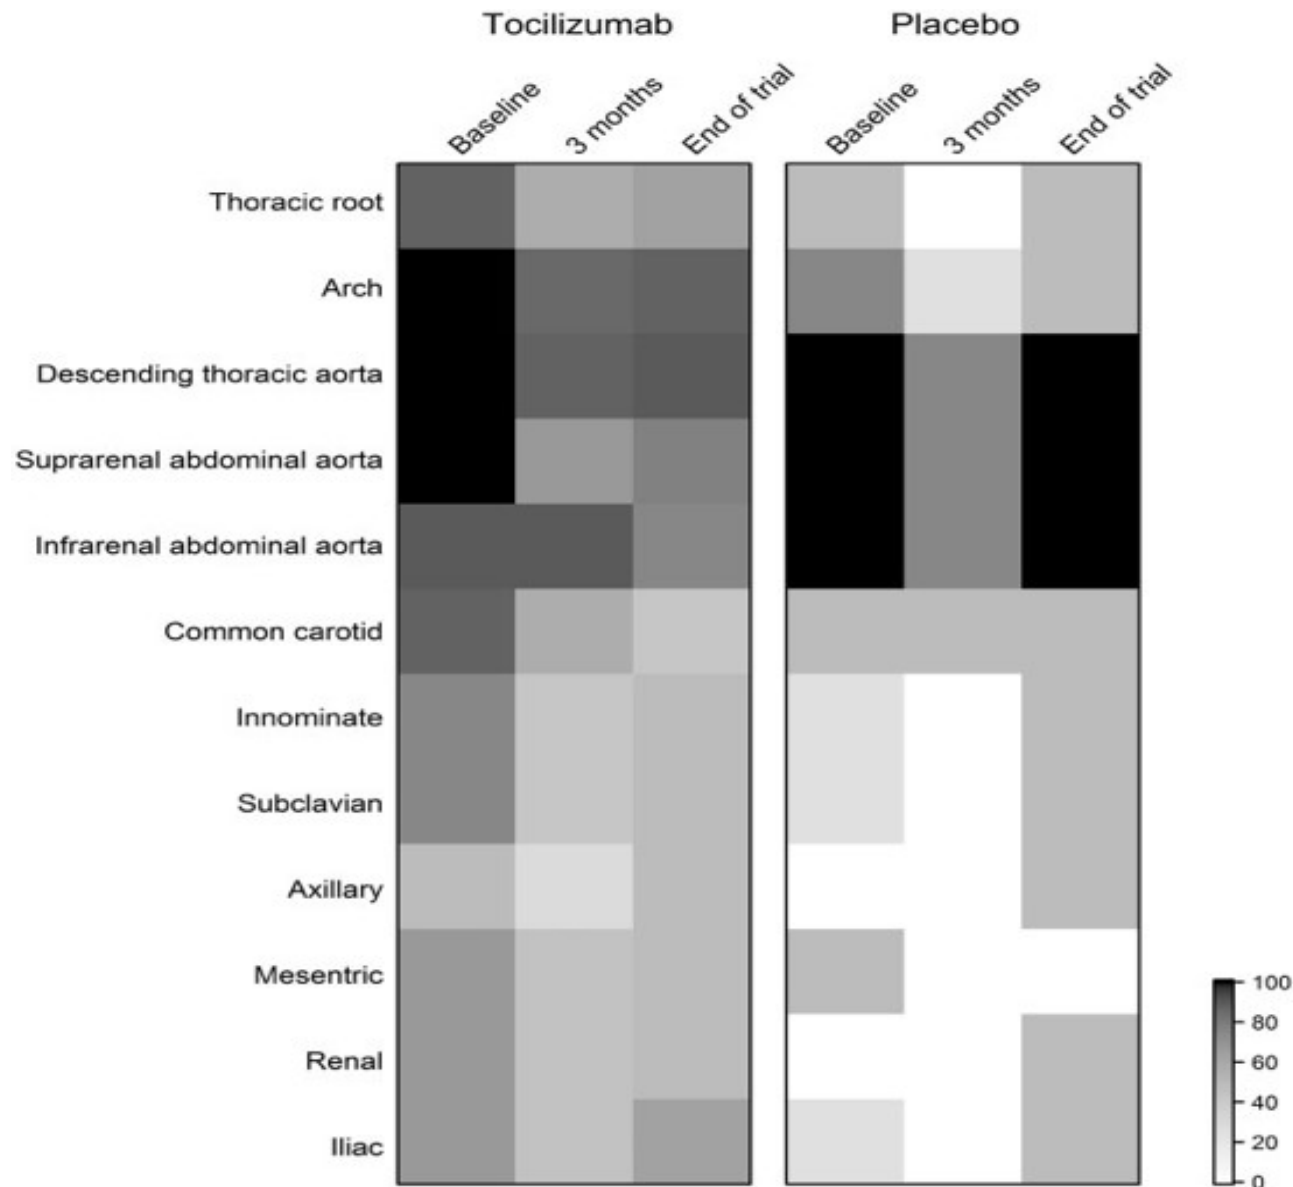 Tocilizumab Placebo
Baseline 3 months End of trial Baseline 3 months End of trial
Thoracic root
Arch
Descending thoracic aorta
Suprarenal abdominal aorta
Infrarenal abdominal aorta
Common carotid
Innominate
Subclavian
Axillary
Mesentric
Renal
Iliac
100
80
60
40
20
0